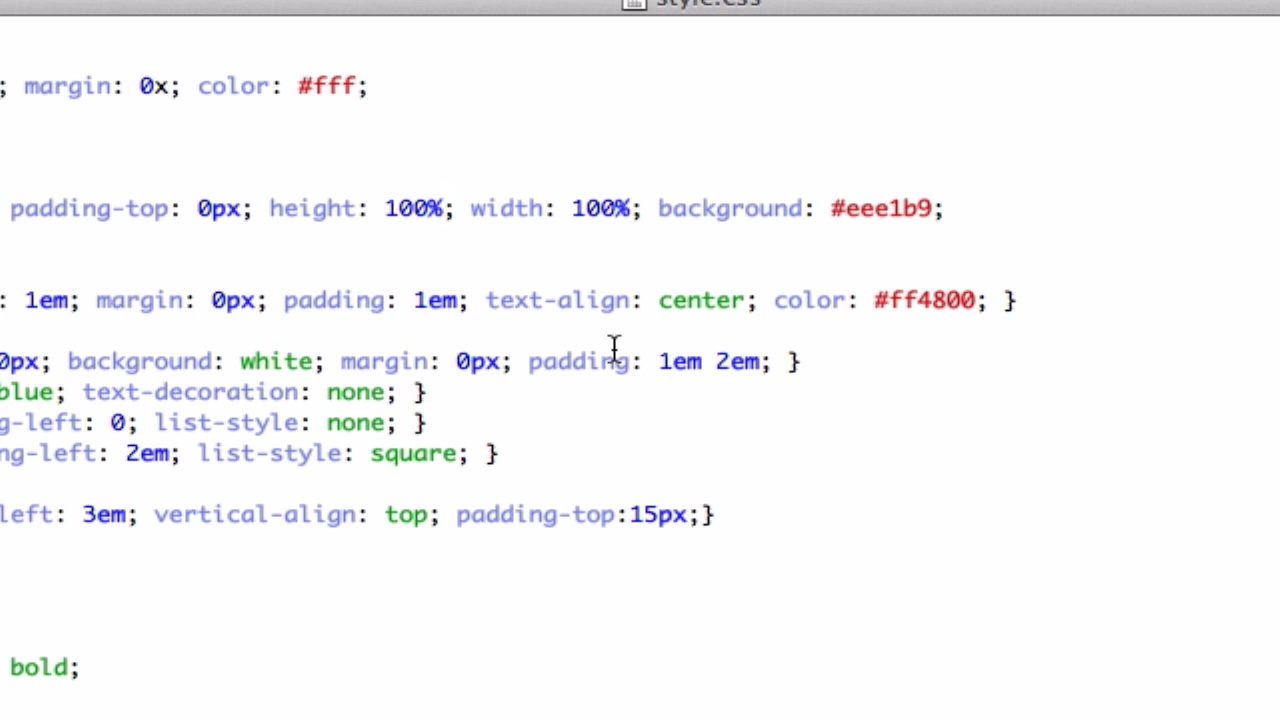 style.css
; margin: 0x; color: #fff;
padding-top: 0px; height: 100%; width: 100%; background: #eee1b9;
: 1em; margin: 0px; padding: 1em; text-align: center; color: #ff4800; }
0px; background: white; margin: 0px; padding: 1em 2em; }
blue; text-decoration: none; }
g-left: 0; list-style: none; }
ng-left: 2em; list-style: square; }
left: 3em; vertical-align: top; padding-top:15px;}
bold;